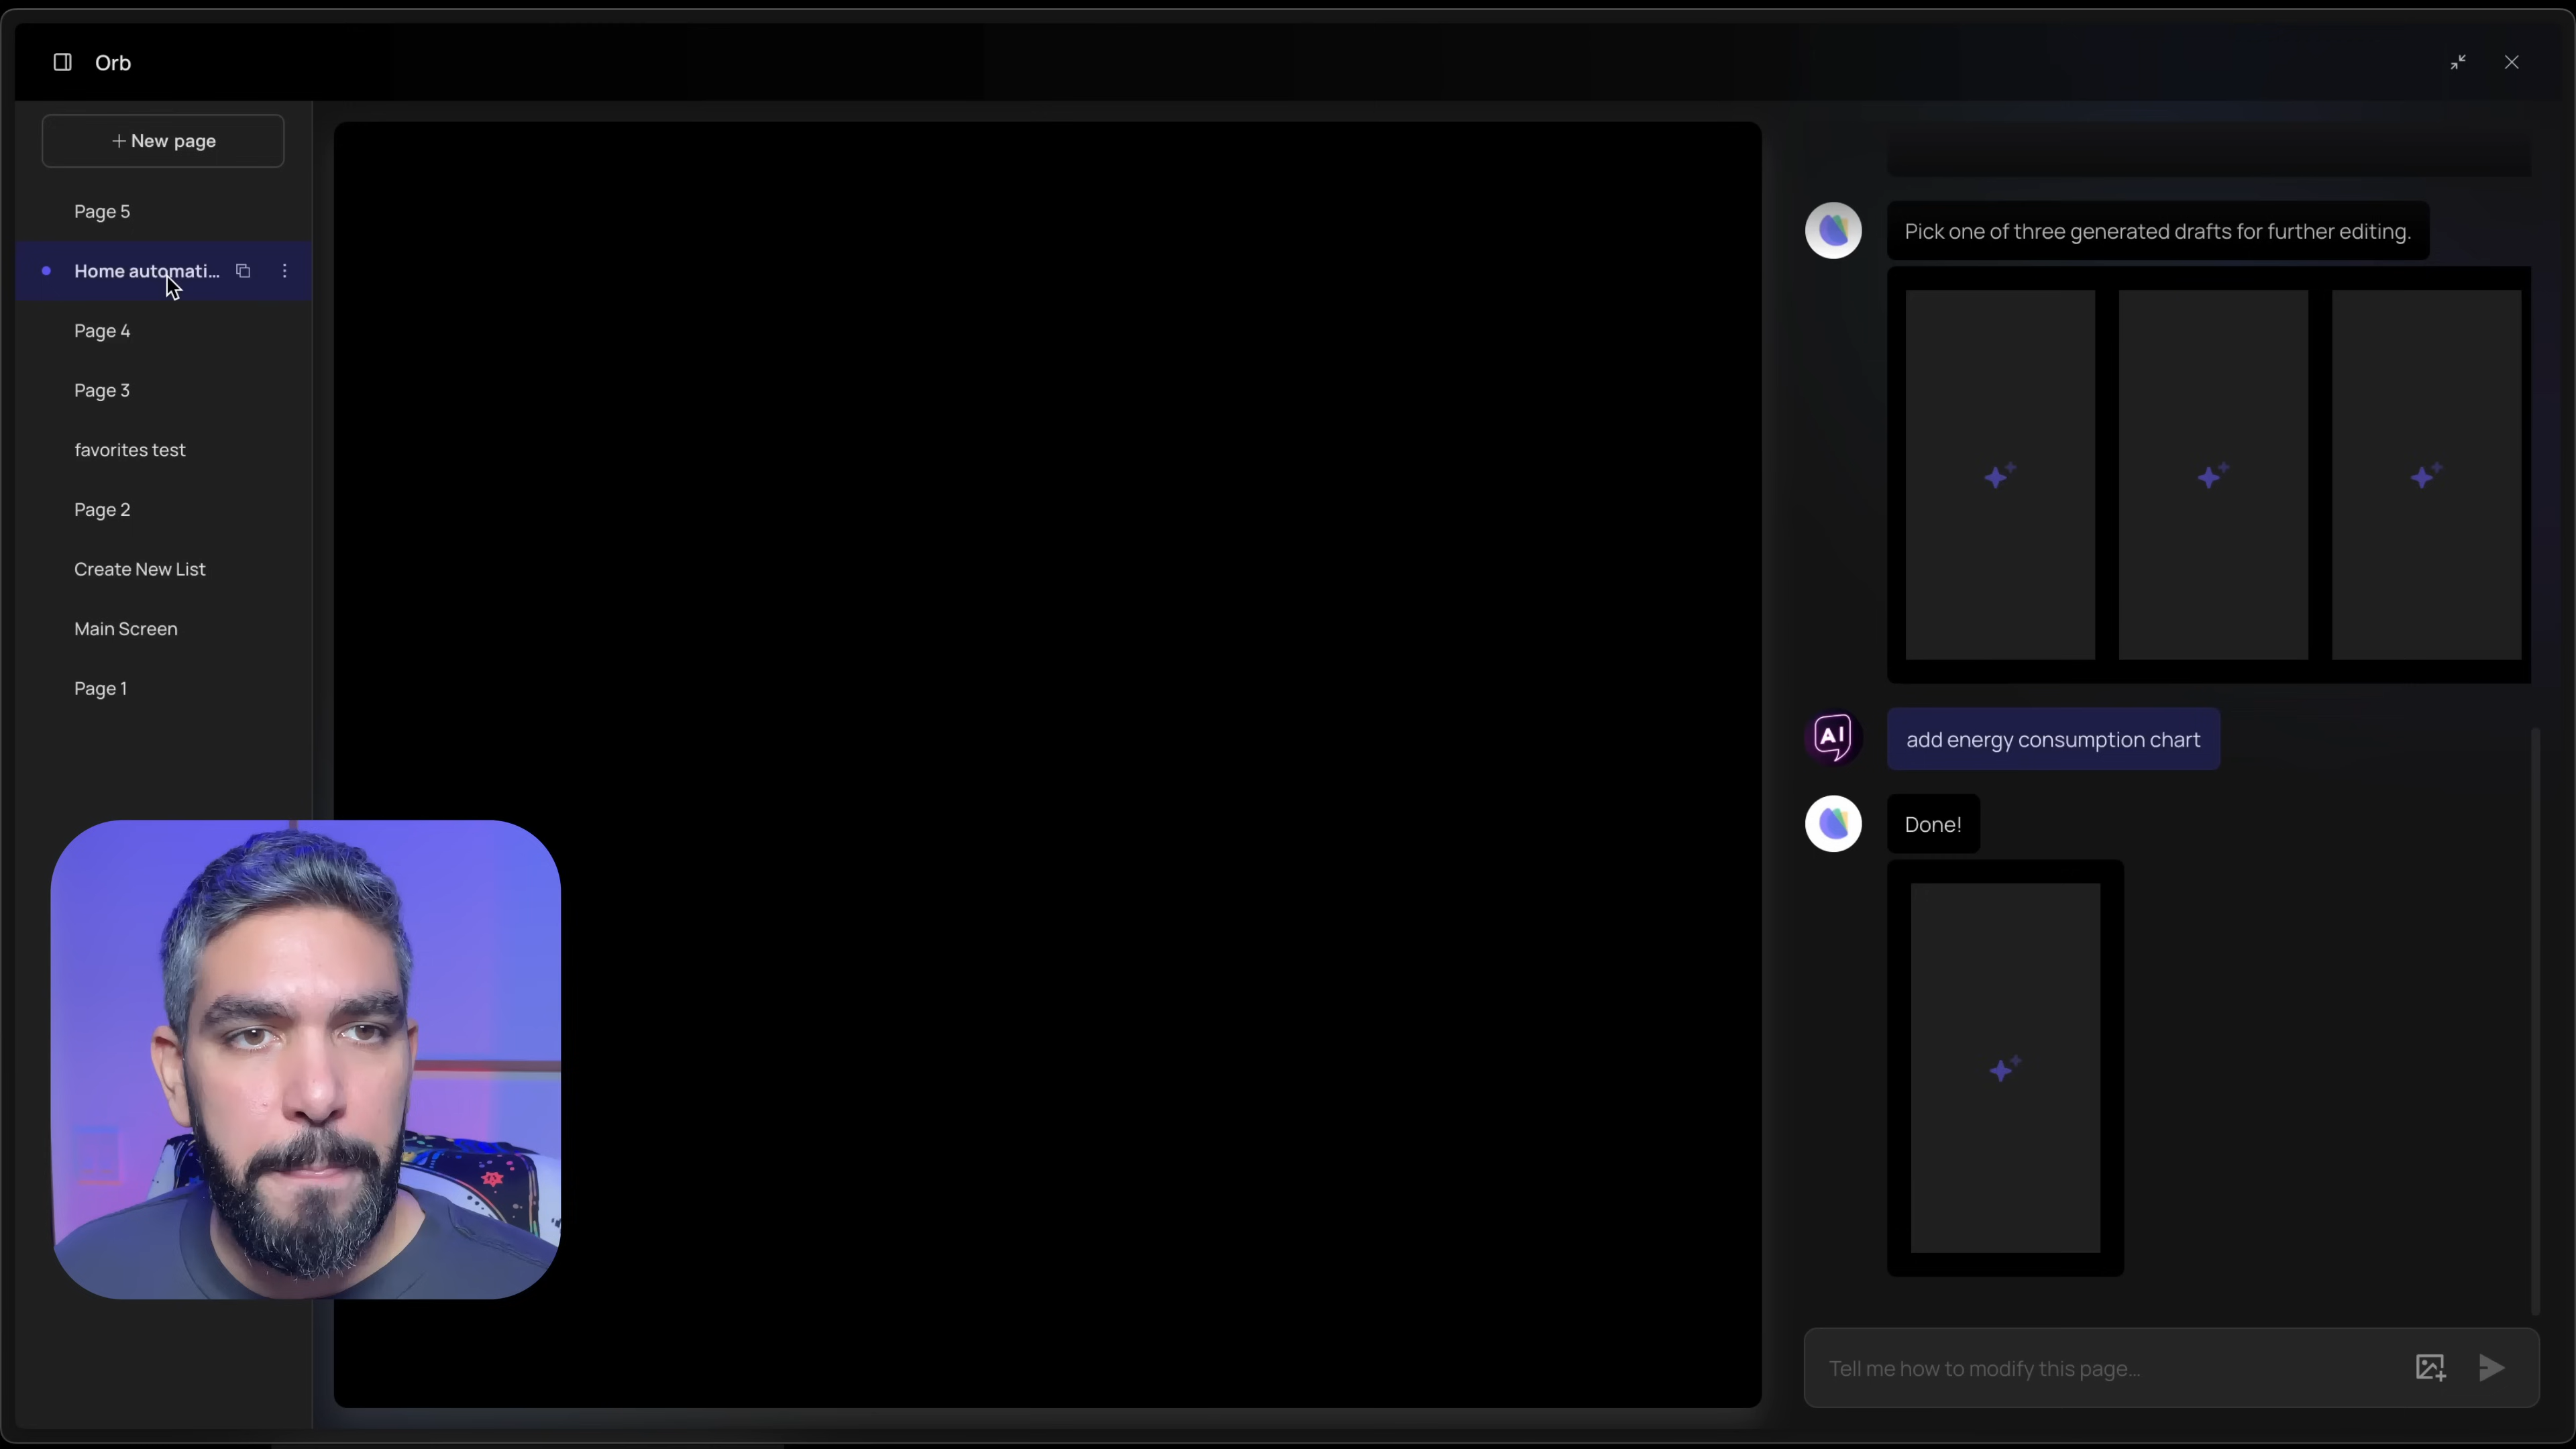 Orb
+ New page
Page 5
Home automati...
Page 4
Page 3
favorites test
Page 2
Create New List
Main Screen
Page 1
Pick one of three generated drafts for further editing.
AI
add energy consumption chart
Done!
Tell me how to modify this page...